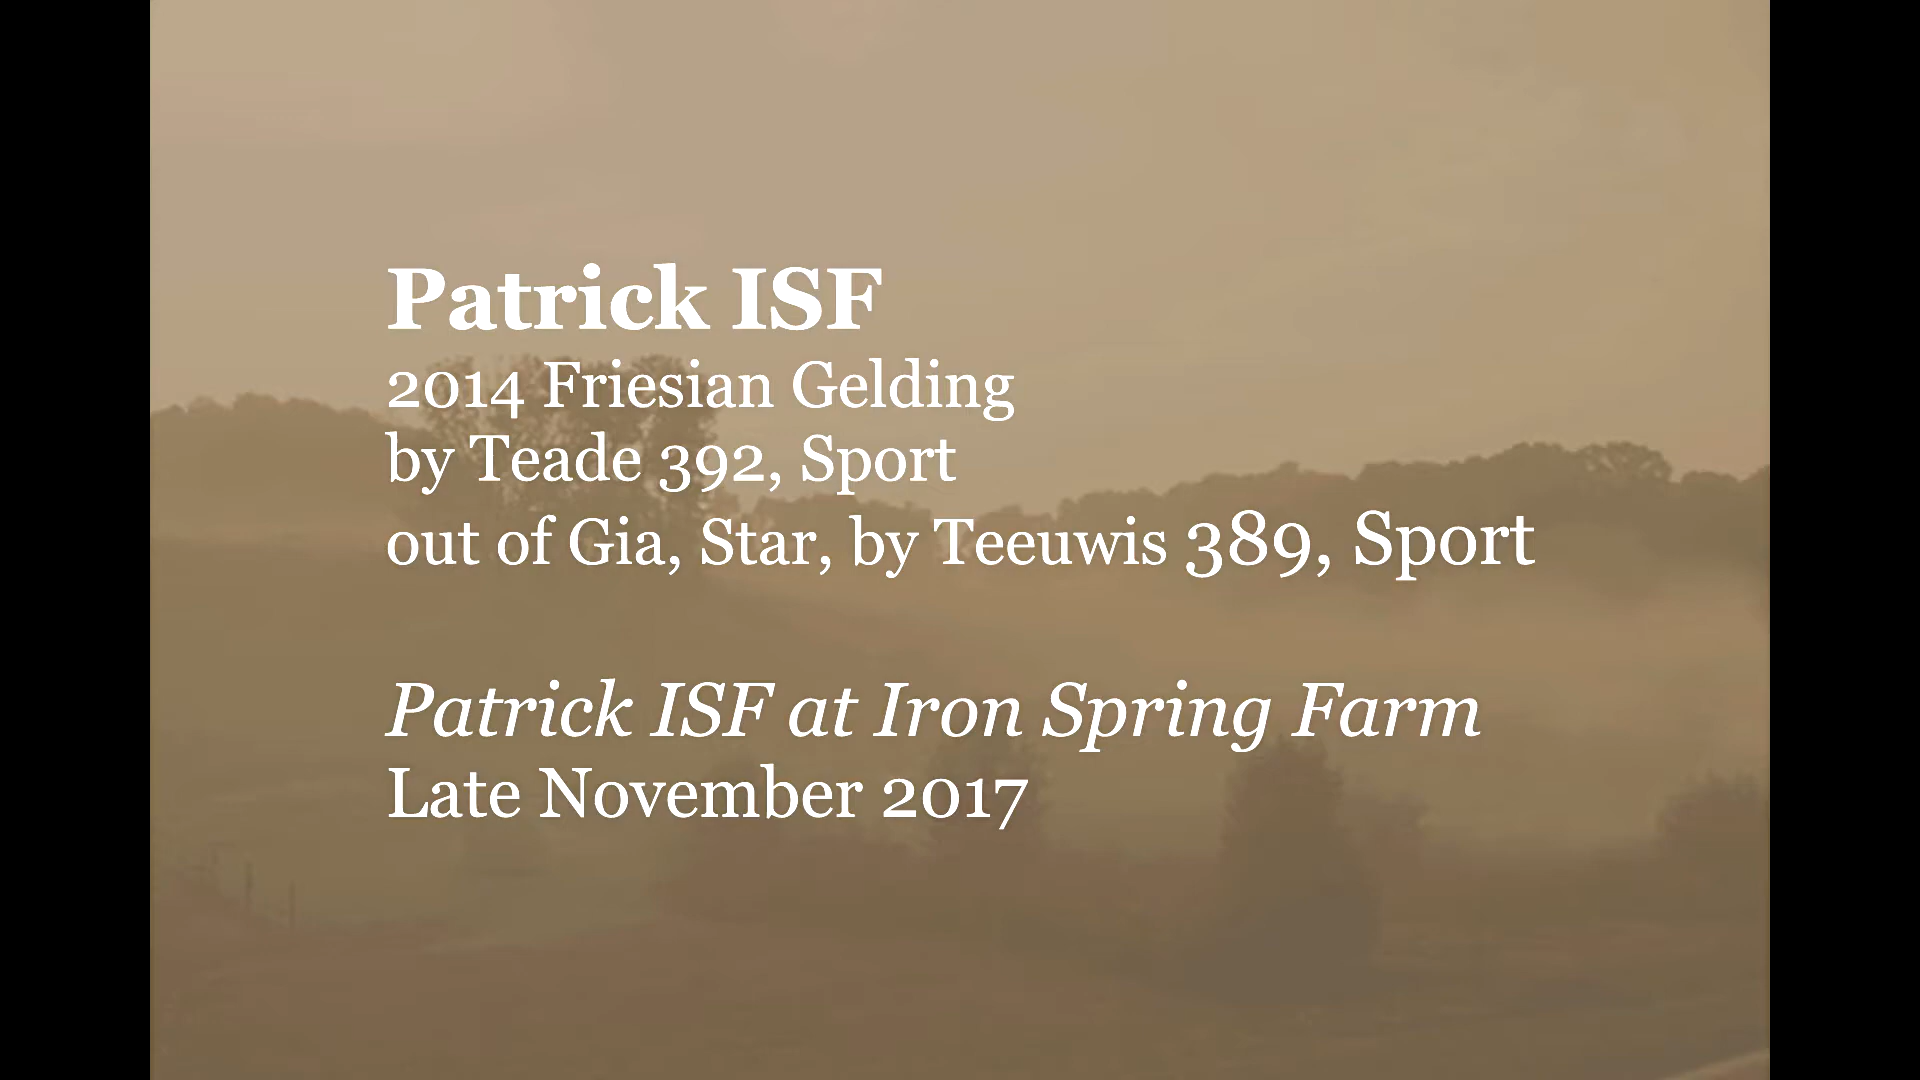 Patrick ISF
2014 Friesian Gelding
by Teade 392, Sport
out of Gia, Star, by Teeuwis 389, Sport
Patrick ISF at Iron Spring Farm
Late November 2017